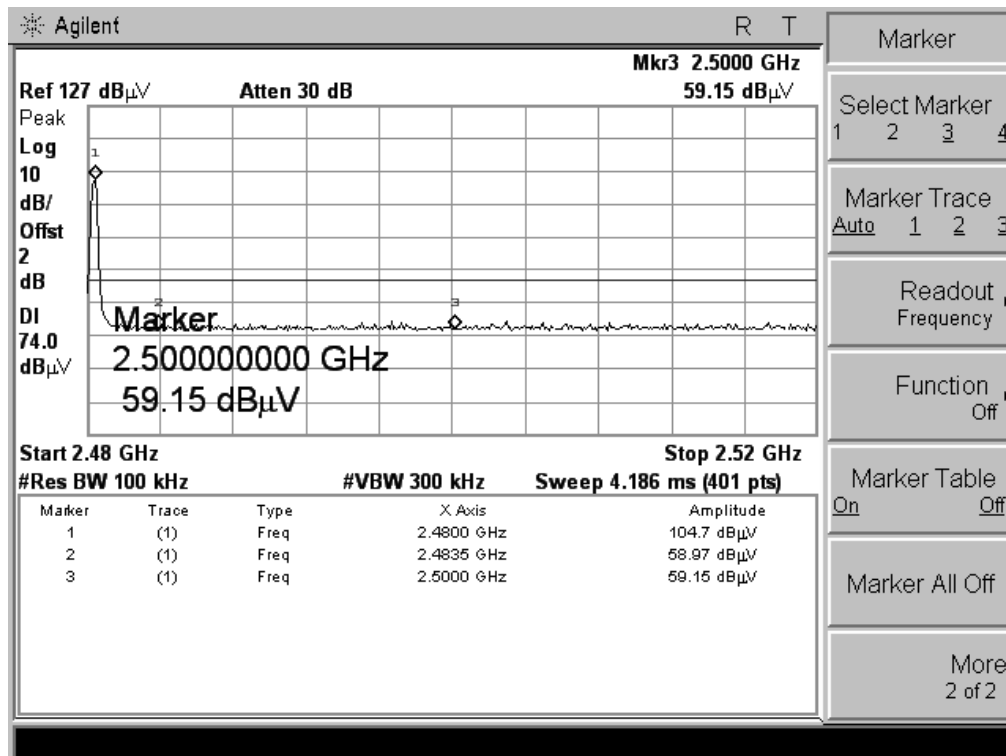 Agilent
R T
Mkr3 2.5000 GHz
Ref 127 dBµV Atten 30 dB 59.15 dBµV
Peak
Log
10
dB/
Offst
2
dB
DI
74.0
dBµV
1
2
3
Marker
2.500000000 GHz
59.15 dBµV
Start 2.48 GHz Stop 2.52 GHz
#Res BW 100 kHz #VBW 300 kHz Sweep 4.186 ms (401 pts)
Marker Trace Type X Axis Amplitude
1 (1) Freq 2.4800 GHz 104.7 dBµV
2 (1) Freq 2.4835 GHz 58.97 dBµV
3 (1) Freq 2.5000 GHz 59.15 dBµV
Marker
Select Marker
1 2 3 4
Marker Trace
Auto 1 2 3
Readout
Frequency
Function
Off
Marker Table
On Off
Marker All Off
More
2 of 2